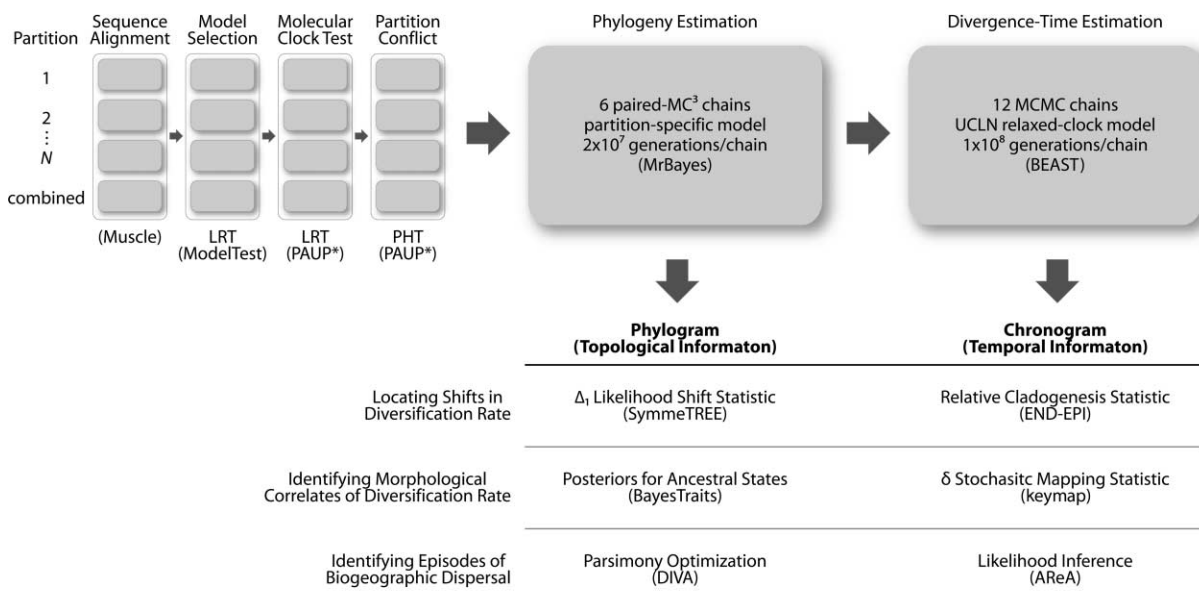 Partition
Sequence
Alignment
Model
Selection
Molecular
Clock Test
Partition
Conflict
1
2
⋮
N
combined
(Muscle)
LRT
(ModelTest)
LRT
(PAUP*)
PHT
(PAUP*)
Phylogeny Estimation
6 paired-MC³ chains
partition-specific model
2x10⁷ generations/chain
(MrBayes)
Divergence-Time Estimation
12 MCMC chains
UCLN relaxed-clock model
1x10⁸ generations/chain
(BEAST)
Phylogram
(Topological Informaton)
Chronogram
(Temporal Informaton)
Locating Shifts in
Diversification Rate
Δ₁ Likelihood Shift Statistic
(SymmeTREE)
Relative Cladogenesis Statistic
(END-EPI)
Identifying Morphological
Correlates of Diversification Rate
Posteriors for Ancestral States
(BayesTraits)
δ Stochasitc Mapping Statistic
(keymap)
Identifying Episodes of
Biogeographic Dispersal
Parsimony Optimization
(DIVA)
Likelihood Inference
(AReA)